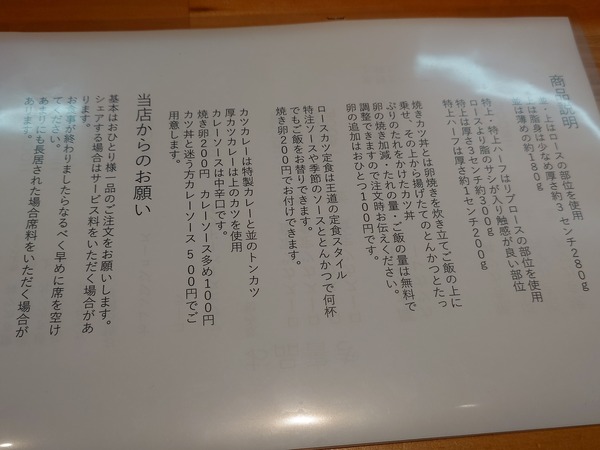 商品説明
・上はロースの部位を使用
上は脂身は少なめ厚さ約3センチ280g
は薄めの約180g
特上・特上ハーフはリブロースの部位を使用
ロースより脂のサシが入り触感が良い部位
特上は厚さ3センチ約300g
特上ハーフは厚さ約1センチ200g
焼きカツ丼とは卵焼きを炊き立てご飯の上に
乗せ、その上から揚げたてのとんかつとたっ
ぷりのたれをかけたカツ丼
卵の焼き加減・たれの量・ご飯の量は無料で
調整できますので注文時お伝えください。
卵の追加はおひとつ100円です。
ロースカツ定食は王道の定食スタイル
特注ソースや季節のソースととんかつで何杯
でもご飯をお替りできます。
焼き卵200円でお付けできます。
カツカレーは特製カレーと並のトンカツ
厚カツカレーは上のカツを使用
カレーソースは中辛口です。
焼き卵200円 カレーソース多め100円
カツ丼と迷う方カレーソース500円でご
用意します。
当店からのお願い
基本はおひとり様一品のご注文をお願いします。
シェアする場合はサービス料をいただく場合があ
ります。
お食事が終わりましたらなるべく早めに席を空け
てください。
あまりにも長居された場合席料をいただく場合が
あります。